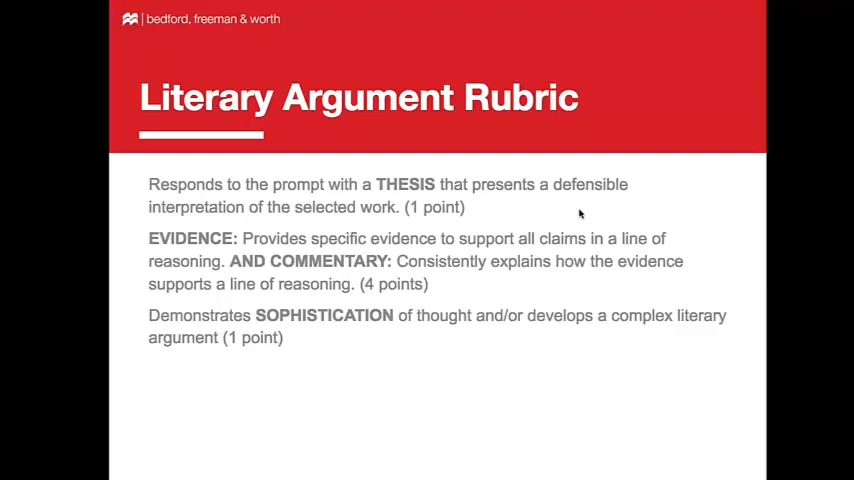 bedford, freeman & worth
Literary Argument Rubric
Responds to the prompt with a THESIS that presents a defensible
interpretation of the selected work. (1 point)
EVIDENCE: Provides specific evidence to support all claims in a line of
reasoning. AND COMMENTARY: Consistently explains how the evidence
supports a line of reasoning. (4 points)
Demonstrates SOPHISTICATION of thought and/or develops a complex literary
argument (1 point)